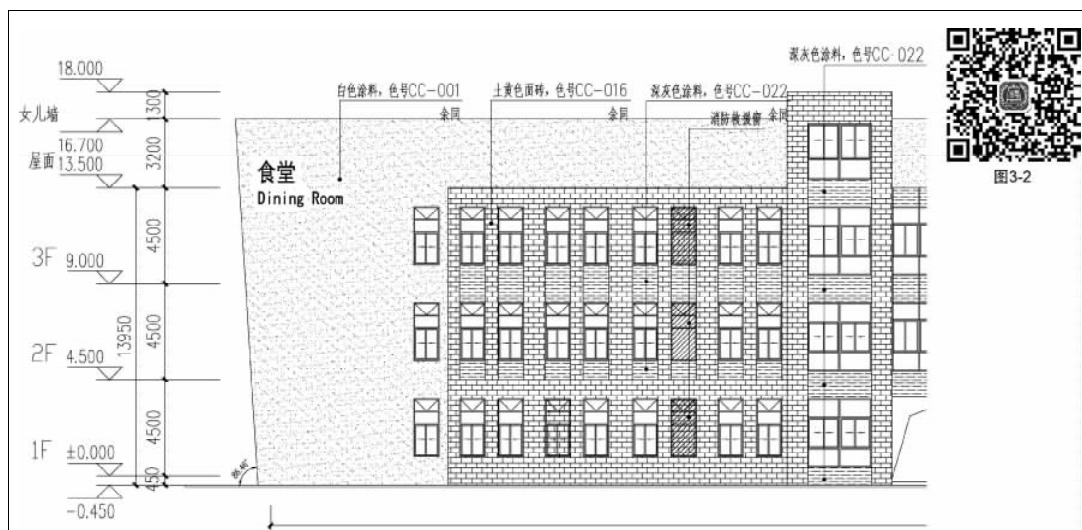 18.000
女儿墙
16.700
屋面
13.500
3F
9.000
2F
4.500
1F
±0.000
-0.450
1300
3200
4500
4500
4500
450
13950
白色涂料，色号CC-001
余同
土黄色面砖，色号CC-016
余同
深灰色涂料，色号CC-022
余同
消防救援窗
深灰色涂料，色号CC-022
食堂
Dining Room
图3-2